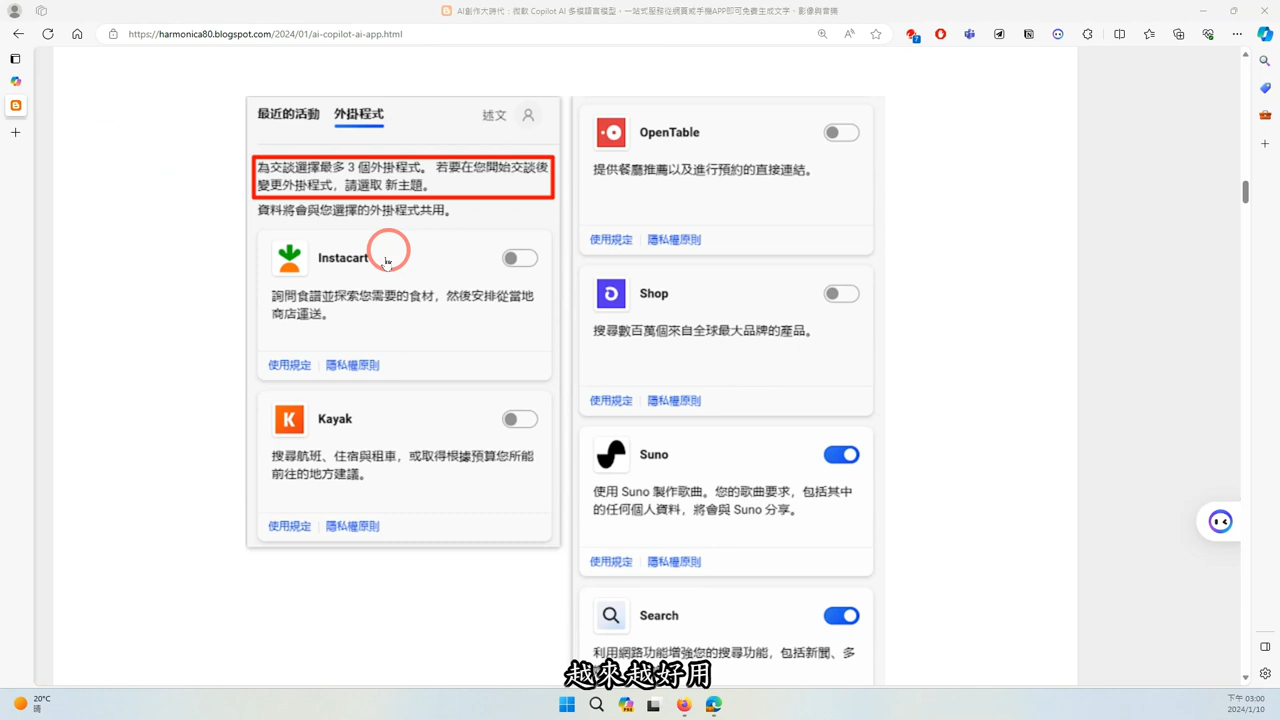 AI創作大時代：微軟 Copilot AI 多模語言模型，一站式服務從網頁或手機APP即可免費生成文字、影像與音樂
https://harmonica80.blogspot.com/2024/01/ai-copilot-ai-app.html
最近的活動 外掛程式 述文
為交談選擇最多 3 個外掛程式。 若要在您開始交談後
變更外掛程式，請選取 新主題。
資料將會與您選擇的外掛程式共用。
Instacart
詢問食譜並探索您需要的食材，然後安排從當地
商店運送。
使用規定 | 隱私權原則
Kayak
搜尋航班、住宿與租車，或取得根據預算您所能
前往的地方建議。
使用規定 | 隱私權原則
OpenTable
提供餐廳推薦以及進行預約的直接連結。
使用規定 | 隱私權原則
Shop
搜尋數百萬個來自全球最大品牌的產品。
使用規定 | 隱私權原則
Suno
使用 Suno 製作歌曲。您的歌曲要求，包括其中
的任何個人資料，將會與 Suno 分享。
使用規定 | 隱私權原則
Search
利用網路功能增強您的搜尋功能，包括新聞、多
越來越好用
20°C
晴
下午 03:00
2024/1/10